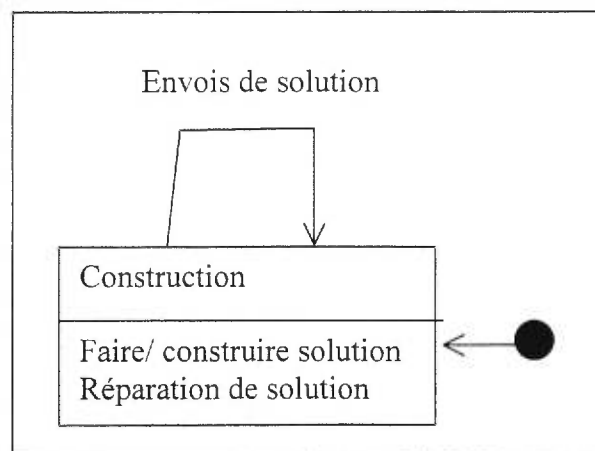 Envois de solution
Construction
Faire/ construire solution
Réparation de solution